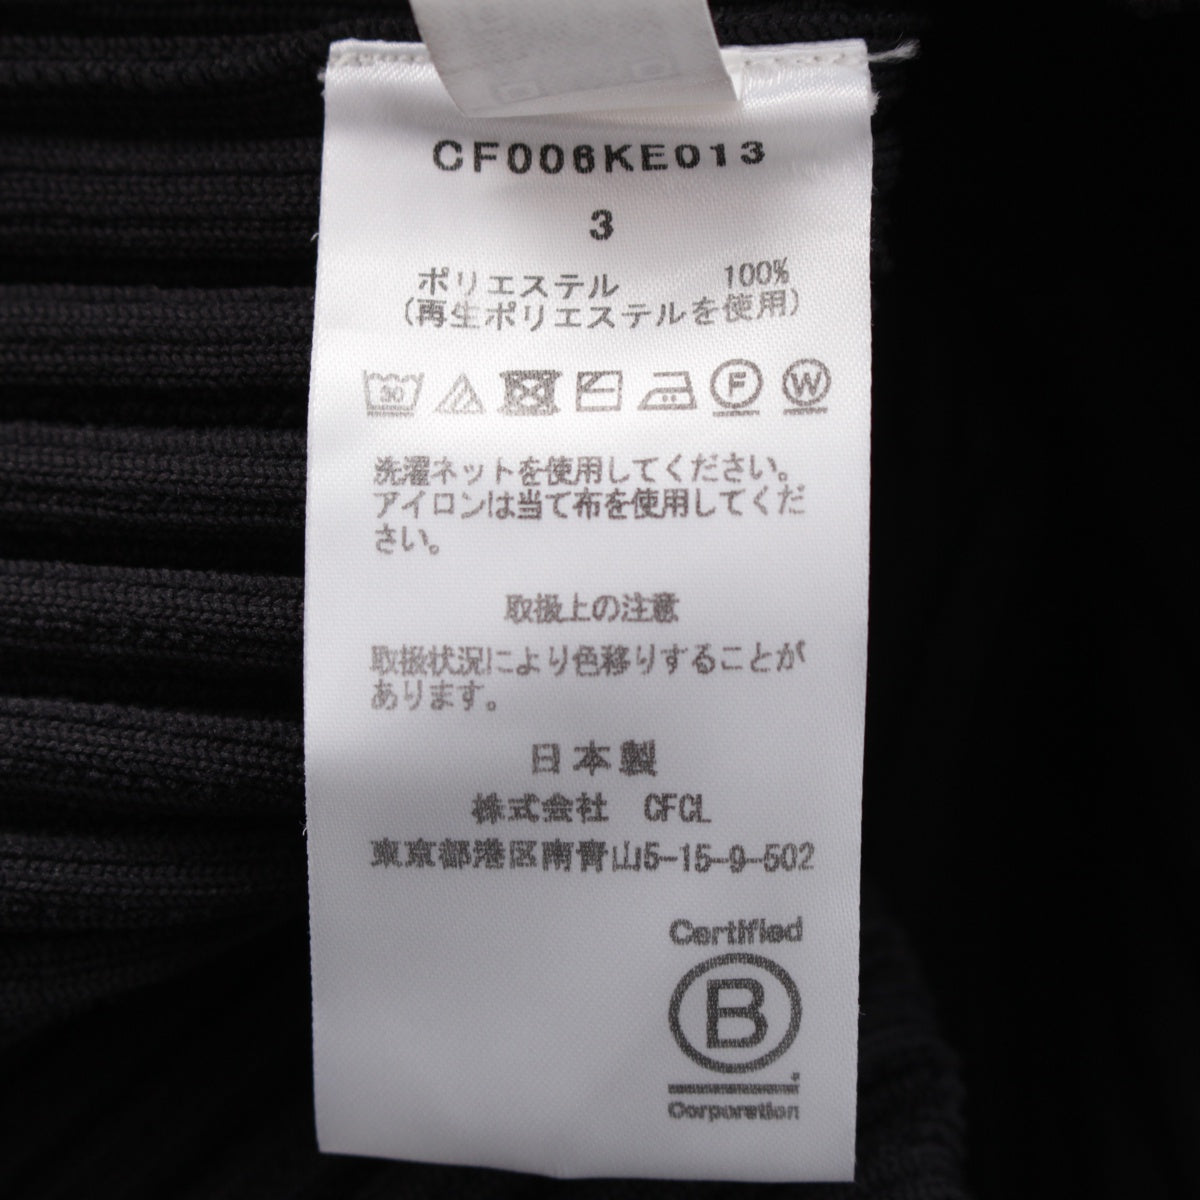 CF006KE013
3
ポリエステル 100%
(再生ポリエステルを使用)
30 F W
洗濯ネットを使用してください。
アイロンは当て布を使用してくだ
さい。
取扱上の注意
取扱状況により色移りすることが
あります。
日本製
株式会社 CFCL
東京都港区南青山5-15-9-502
Certified
B
Corporation